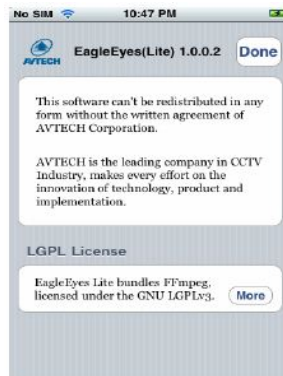 No SIM 10:47 PM
AVTECH EagleEyes(Lite) 1.0.0.2 Done
This software can't be redistributed in any
form without the written agreement of
AVTECH Corporation.
AVTECH is the leading company in CCTV
Industry, makes every effort on the
innovation of technology, product and
implementation.
LGPL License
EagleEyes Lite bundles FFmpeg,
licensed under the GNU LGPLv3. More